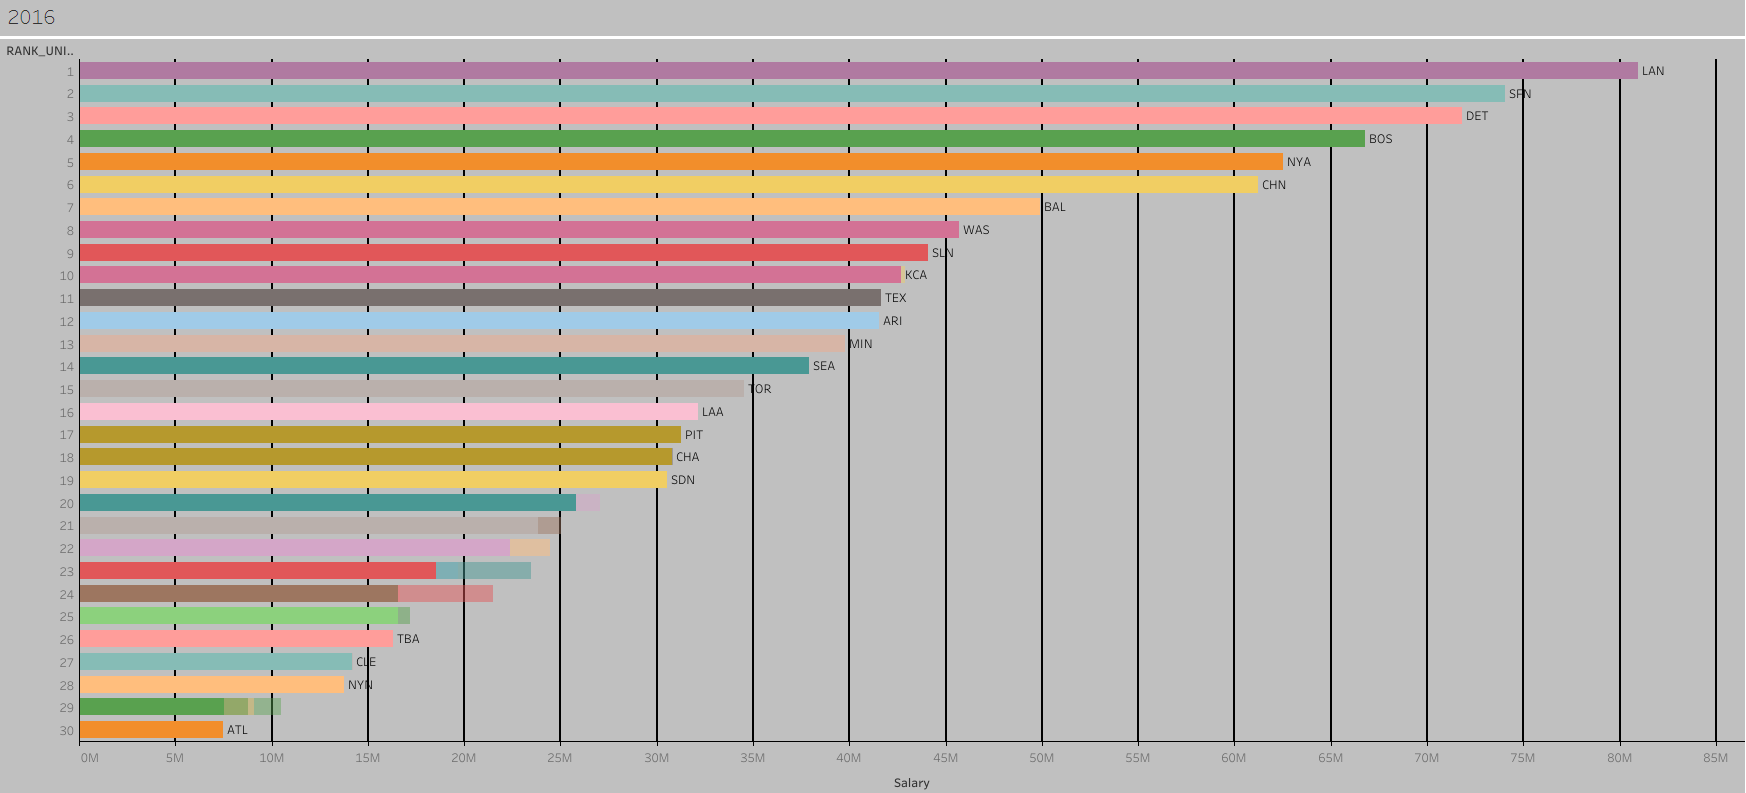 2016
RANK_UNI..
1 LAN
2 SFN
3 DET
4 BOS
5 NYA
6 CHN
7 BAL
8 WAS
9 SLN
10 KCA
11 TEX
12 ARI
13 MIN
14 SEA
15 TOR
16 LAA
17 PIT
18 CHA
19 SDN
20
21
22
23
24
25
26 TBA
27 CLE
28 NYN
29
30 ATL
0M 5M 10M 15M 20M 25M 30M 35M 40M 45M 50M 55M 60M 65M 70M 75M 80M 85M
Salary